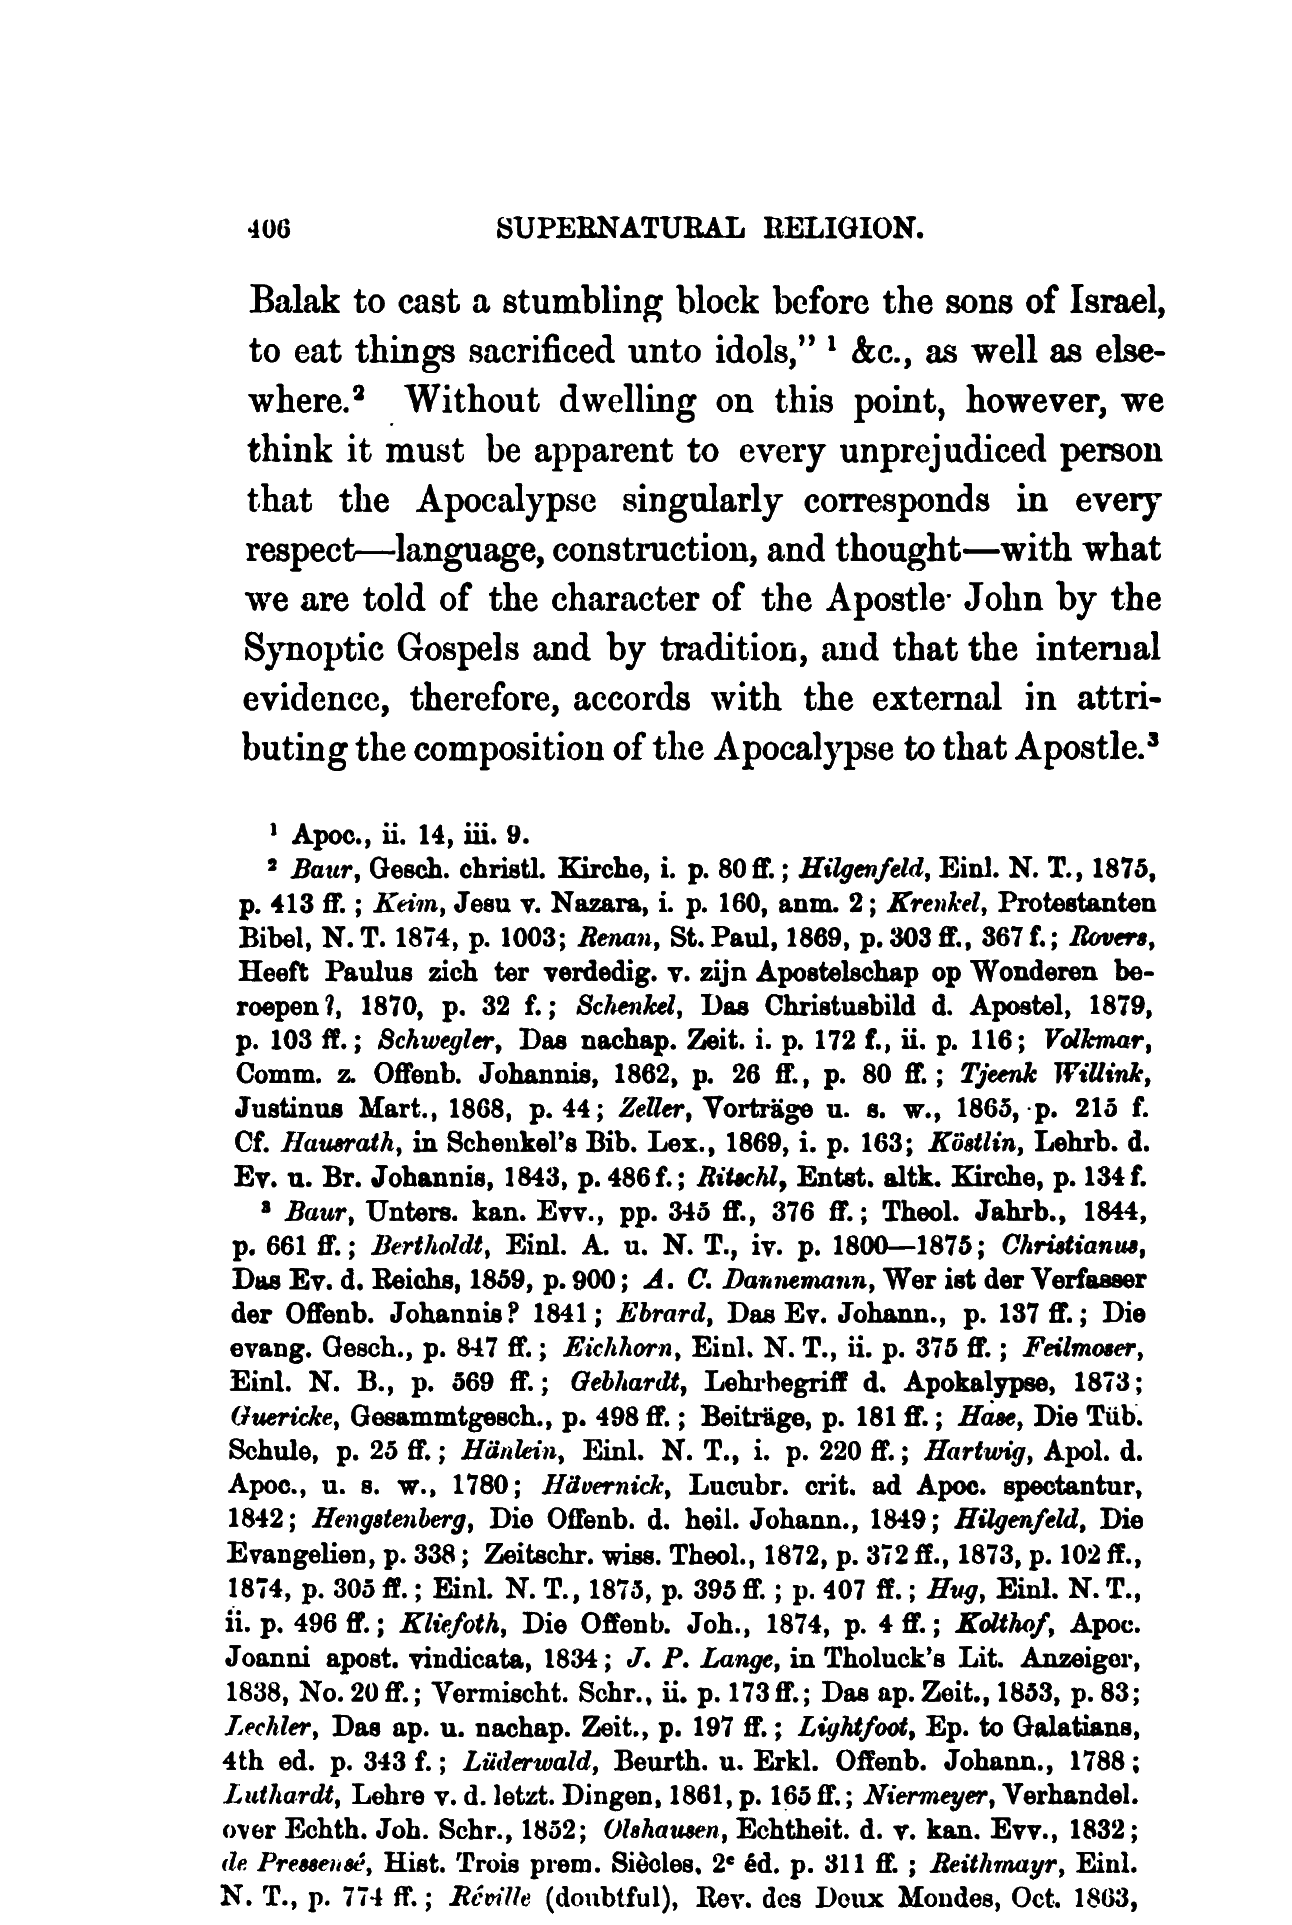 406 SUPERNATURAL RELIGION.
Balak to cast a stumbling block before the sons of Israel,
to eat things sacrificed unto idols,” ¹ &c., as well as else-
where.² Without dwelling on this point, however, we
think it must be apparent to every unprejudiced person
that the Apocalypse singularly corresponds in every
respect—language, construction, and thought—with what
we are told of the character of the Apostle John by the
Synoptic Gospels and by tradition, and that the internal
evidence, therefore, accords with the external in attri-
buting the composition of the Apocalypse to that Apostle.³
¹ Apoc., ii. 14, iii. 9.
² Baur, Gesch. christl. Kirche, i. p. 80 ff.; Hilgenfeld, Einl. N. T., 1875,
p. 413 ff.; Keim, Jesu v. Nazara, i. p. 160, anm. 2; Krenkel, Protestanten
Bibel, N. T. 1874, p. 1003; Renan, St. Paul, 1869, p. 303 ff., 367 f.; Rovers,
Heeft Paulus zich ter verdedig. v. zijn Apostelschap op Wonderen be-
roepen?, 1870, p. 32 f.; Schenkel, Das Christusbild d. Apostel, 1879,
p. 103 ff.; Schwegler, Das nachap. Zeit. i. p. 172 f., ii. p. 116; Volkmar,
Comm. z. Offenb. Johannis, 1862, p. 26 ff., p. 80 ff.; Tjeenk Willink,
Justinus Mart., 1868, p. 44; Zeller, Vorträge u. s. w., 1865, p. 215 f.
Cf. Hausrath, in Schenkel's Bib. Lex., 1869, i. p. 163; Köstlin, Lehrb. d.
Ev. u. Br. Johannis, 1843, p. 486 f.; Ritschl, Entst. altk. Kirche, p. 134 f.
³ Baur, Unters. kan. Evv., pp. 345 ff., 376 ff.; Theol. Jahrb., 1844,
p. 661 ff.; Bertholdt, Einl. A. u. N. T., iv. p. 1800—1875; Christianus,
Das Ev. d. Reichs, 1859, p. 900; A. C. Dannemann, Wer ist der Verfasser
der Offenb. Johannis? 1841; Ebrard, Das Ev. Johann., p. 137 ff.; Die
evang. Gesch., p. 847 ff.; Eichhorn, Einl. N. T., ii. p. 375 ff.; Feilmoser,
Einl. N. B., p. 569 ff.; Gebhardt, Lehrbegriff d. Apokalypse, 1873;
Guericke, Gesammtgesch., p. 498 ff.; Beiträge, p. 181 ff.; Hase, Die Tüb.
Schule, p. 25 ff.; Hänlein, Einl. N. T., i. p. 220 ff.; Hartwig, Apol. d.
Apoc., u. s. w., 1780; Hävernick, Lucubr. crit. ad Apoc. spectantur,
1842; Hengstenberg, Die Offenb. d. heil. Johann., 1849; Hilgenfeld, Die
Evangelien, p. 338; Zeitschr. wiss. Theol., 1872, p. 372 ff., 1873, p. 102 ff.,
1874, p. 305 ff.; Einl. N. T., 1875, p. 395 ff.; p. 407 ff.; Hug, Einl. N. T.,
ii. p. 496 ff.; Kliefoth, Die Offenb. Joh., 1874, p. 4 ff.; Kolthof, Apoc.
Joanni apost. vindicata, 1834; J. P. Lange, in Tholuck's Lit. Anzeiger,
1838, No. 20 ff.; Vermischt. Schr., ii. p. 173 ff.; Das ap. Zeit., 1853, p. 83;
Lechler, Das ap. u. nachap. Zeit., p. 197 ff.; Lightfoot, Ep. to Galatians,
4th ed. p. 343 f.; Lüderwald, Beurth. u. Erkl. Offenb. Johann., 1788;
Luthardt, Lehre v. d. letzt. Dingen, 1861, p. 165 ff.; Niermeyer, Verhandel.
over Echth. Joh. Schr., 1852; Olshausen, Echtheit. d. v. kan. Evv., 1832;
de Pressensé, Hist. Trois prem. Siècles, 2ᵉ éd. p. 311 ff.; Reithmayr, Einl.
N. T., p. 774 ff.; Réville (doubtful), Rev. des Deux Mondes, Oct. 1863,